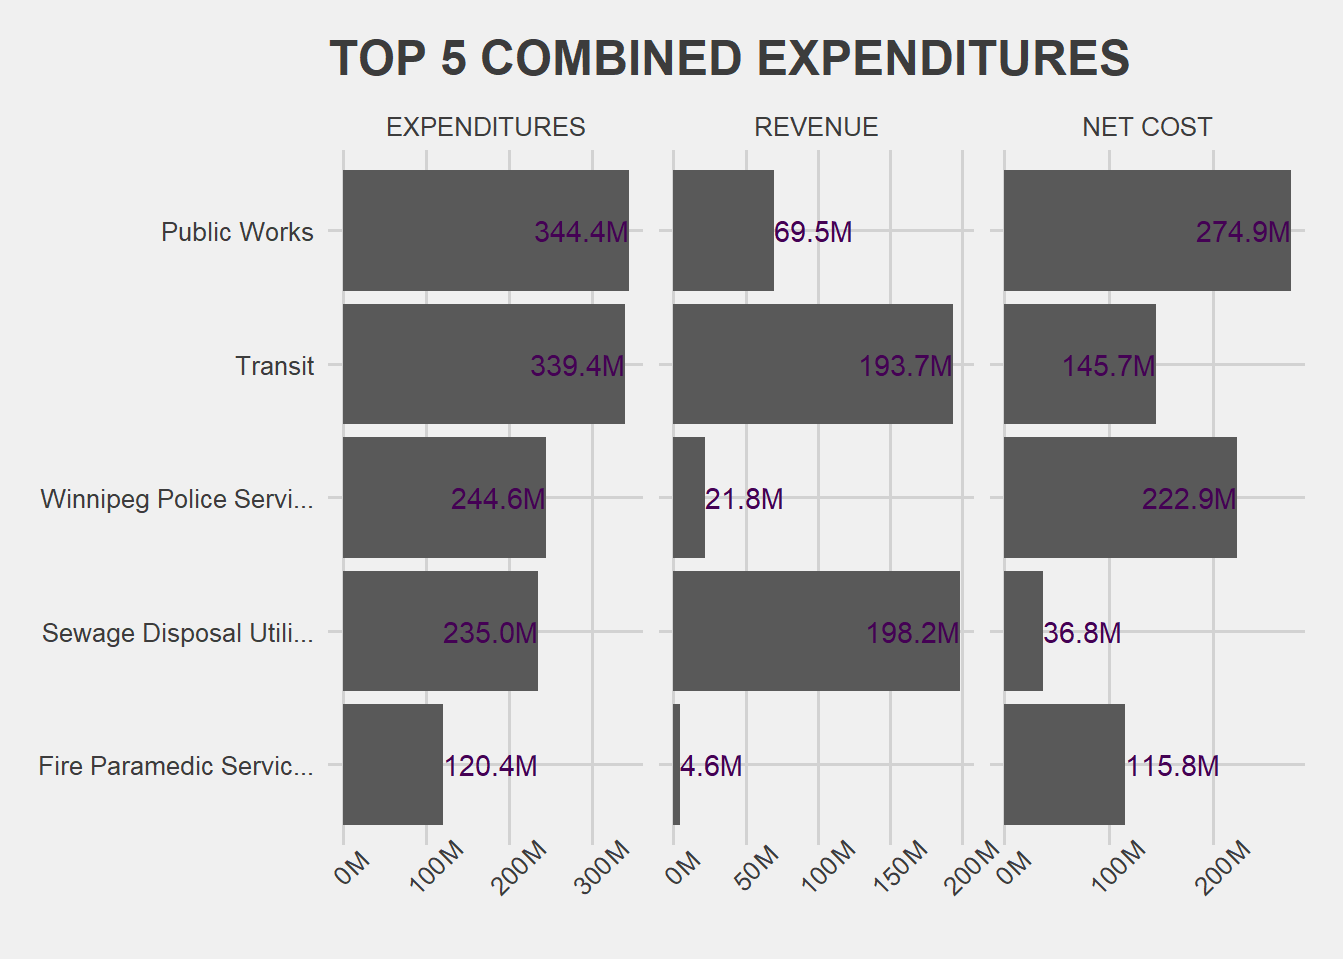 TOP 5 COMBINED EXPENDITURES
EXPENDITURES REVENUE NET COST
Public Works 344.4M 69.5M 274.9M
Transit 339.4M 193.7M 145.7M
Winnipeg Police Servi... 244.6M 21.8M 222.9M
Sewage Disposal Utili... 235.0M 198.2M 36.8M
Fire Paramedic Servic... 120.4M 4.6M 115.8M
0M 100M 200M 300M 0M 50M 100M 150M 200M 0M 100M 200M